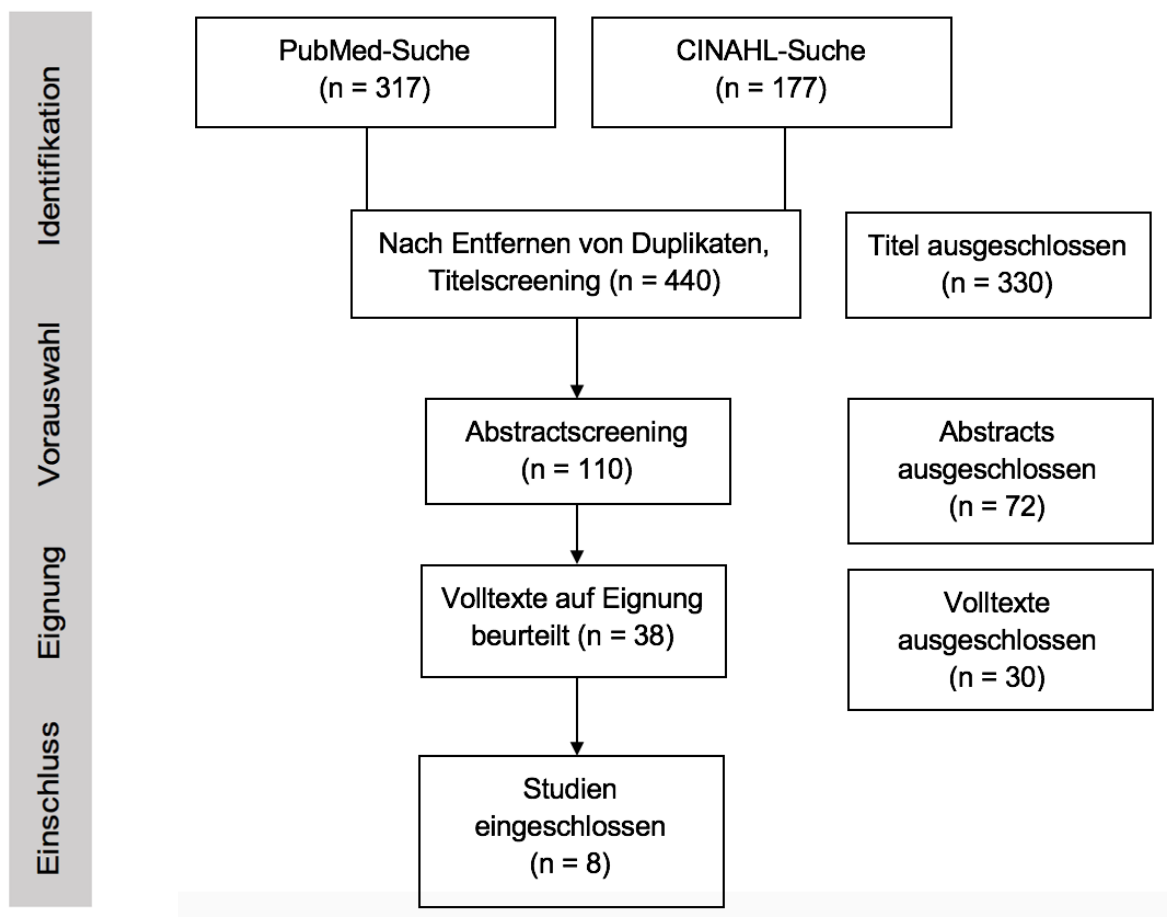 Identifikation
PubMed-Suche
(n = 317)
CINAHL-Suche
(n = 177)
Nach Entfernen von Duplikaten,
Titelscreening (n = 440)
Titel ausgeschlossen
(n = 330)
Vorauswahl
Abstractscreening
(n = 110)
Abstracts
ausgeschlossen
(n = 72)
Eignung
Volltexte auf Eignung
beurteilt (n = 38)
Volltexte
ausgeschlossen
(n = 30)
Einschluss
Studien
eingeschlossen
(n = 8)